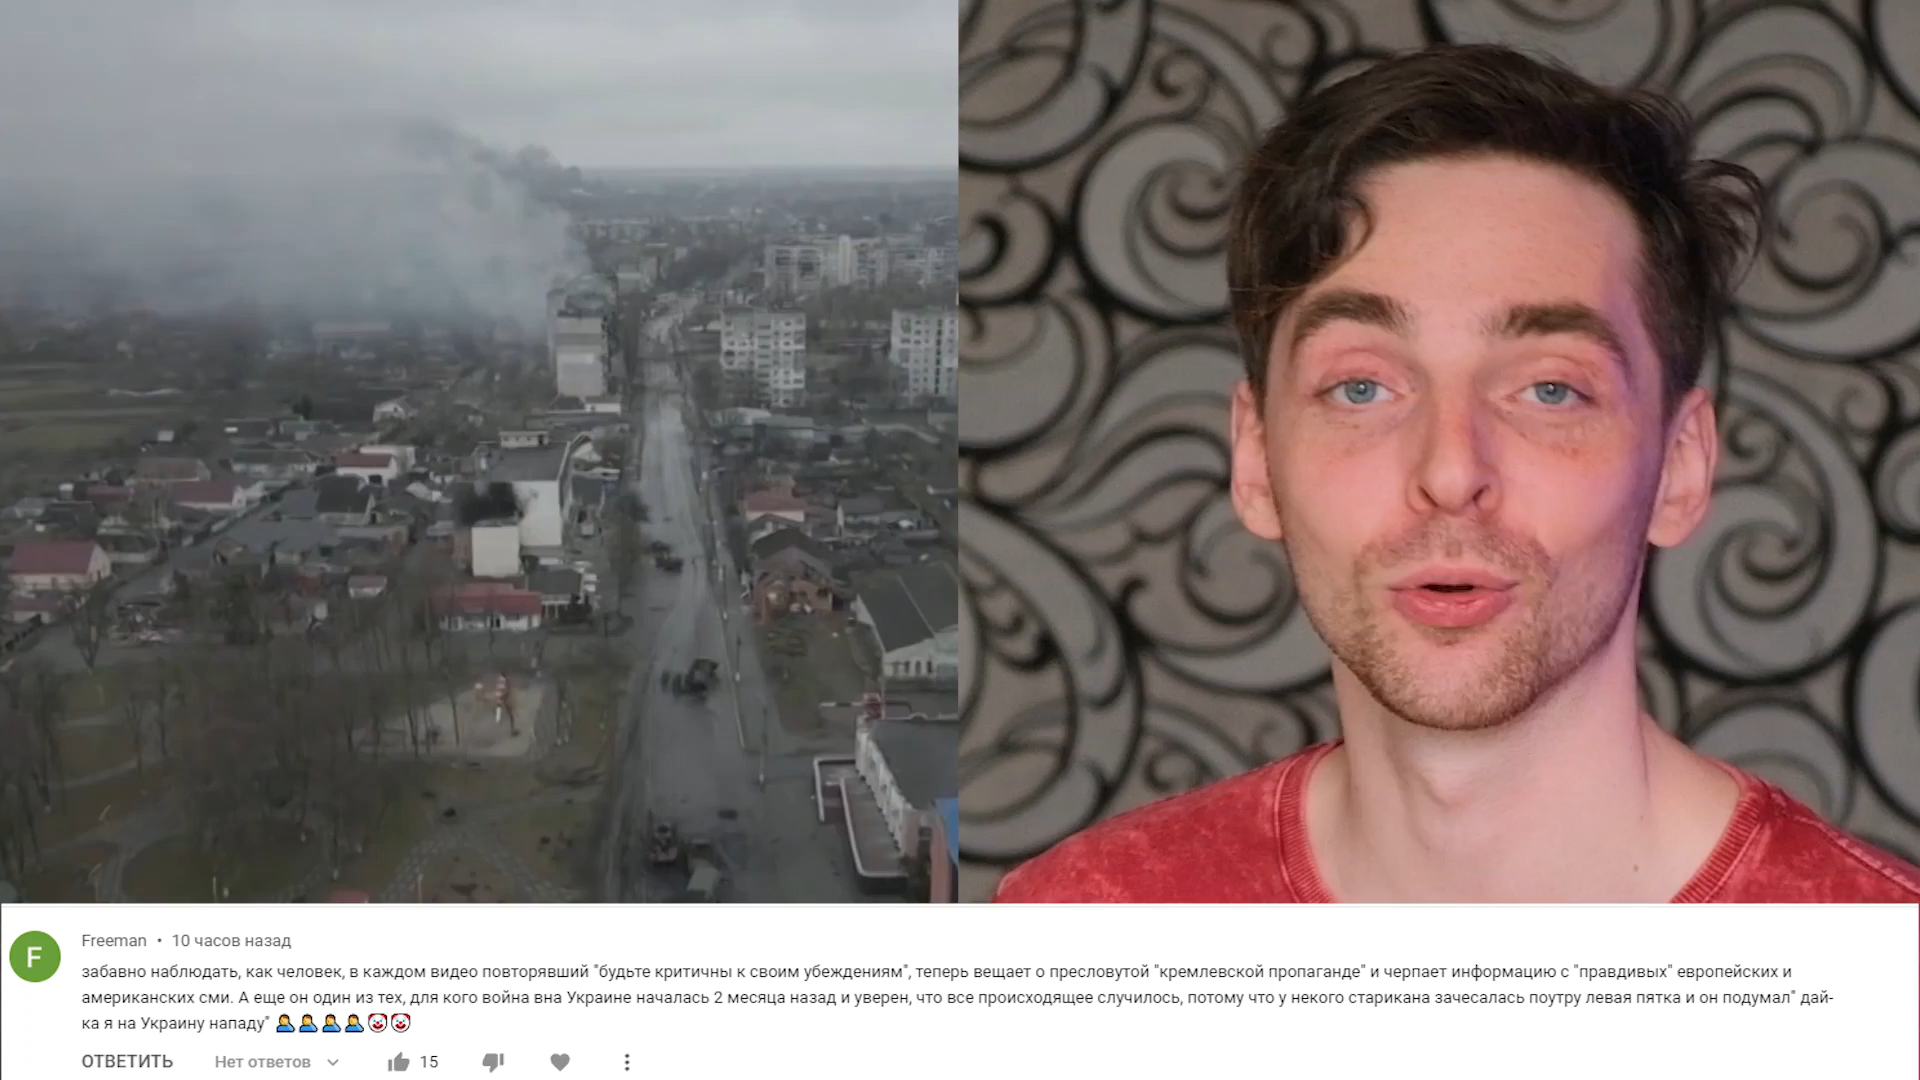 F
Freeman • 10 часов назад
забавно наблюдать, как человек, в каждом видео повторявший "будьте критичны к своим убеждениям", теперь вещает о пресловутой "кремлевской пропаганде" и черпает информацию с "правдивых" европейских и
американских сми. А еще он один из тех, для кого война вна Украине началась 2 месяца назад и уверен, что все происходящее случилось, потому что у некого старикана зачесалась поутру левая пятка и он подумал" дай-
ка я на Украину нападу" 🤦‍♂️🤦‍♂️🤦‍♂️🤦‍♂️🤡🤡
ОТВЕТИТЬ Нет ответов 15